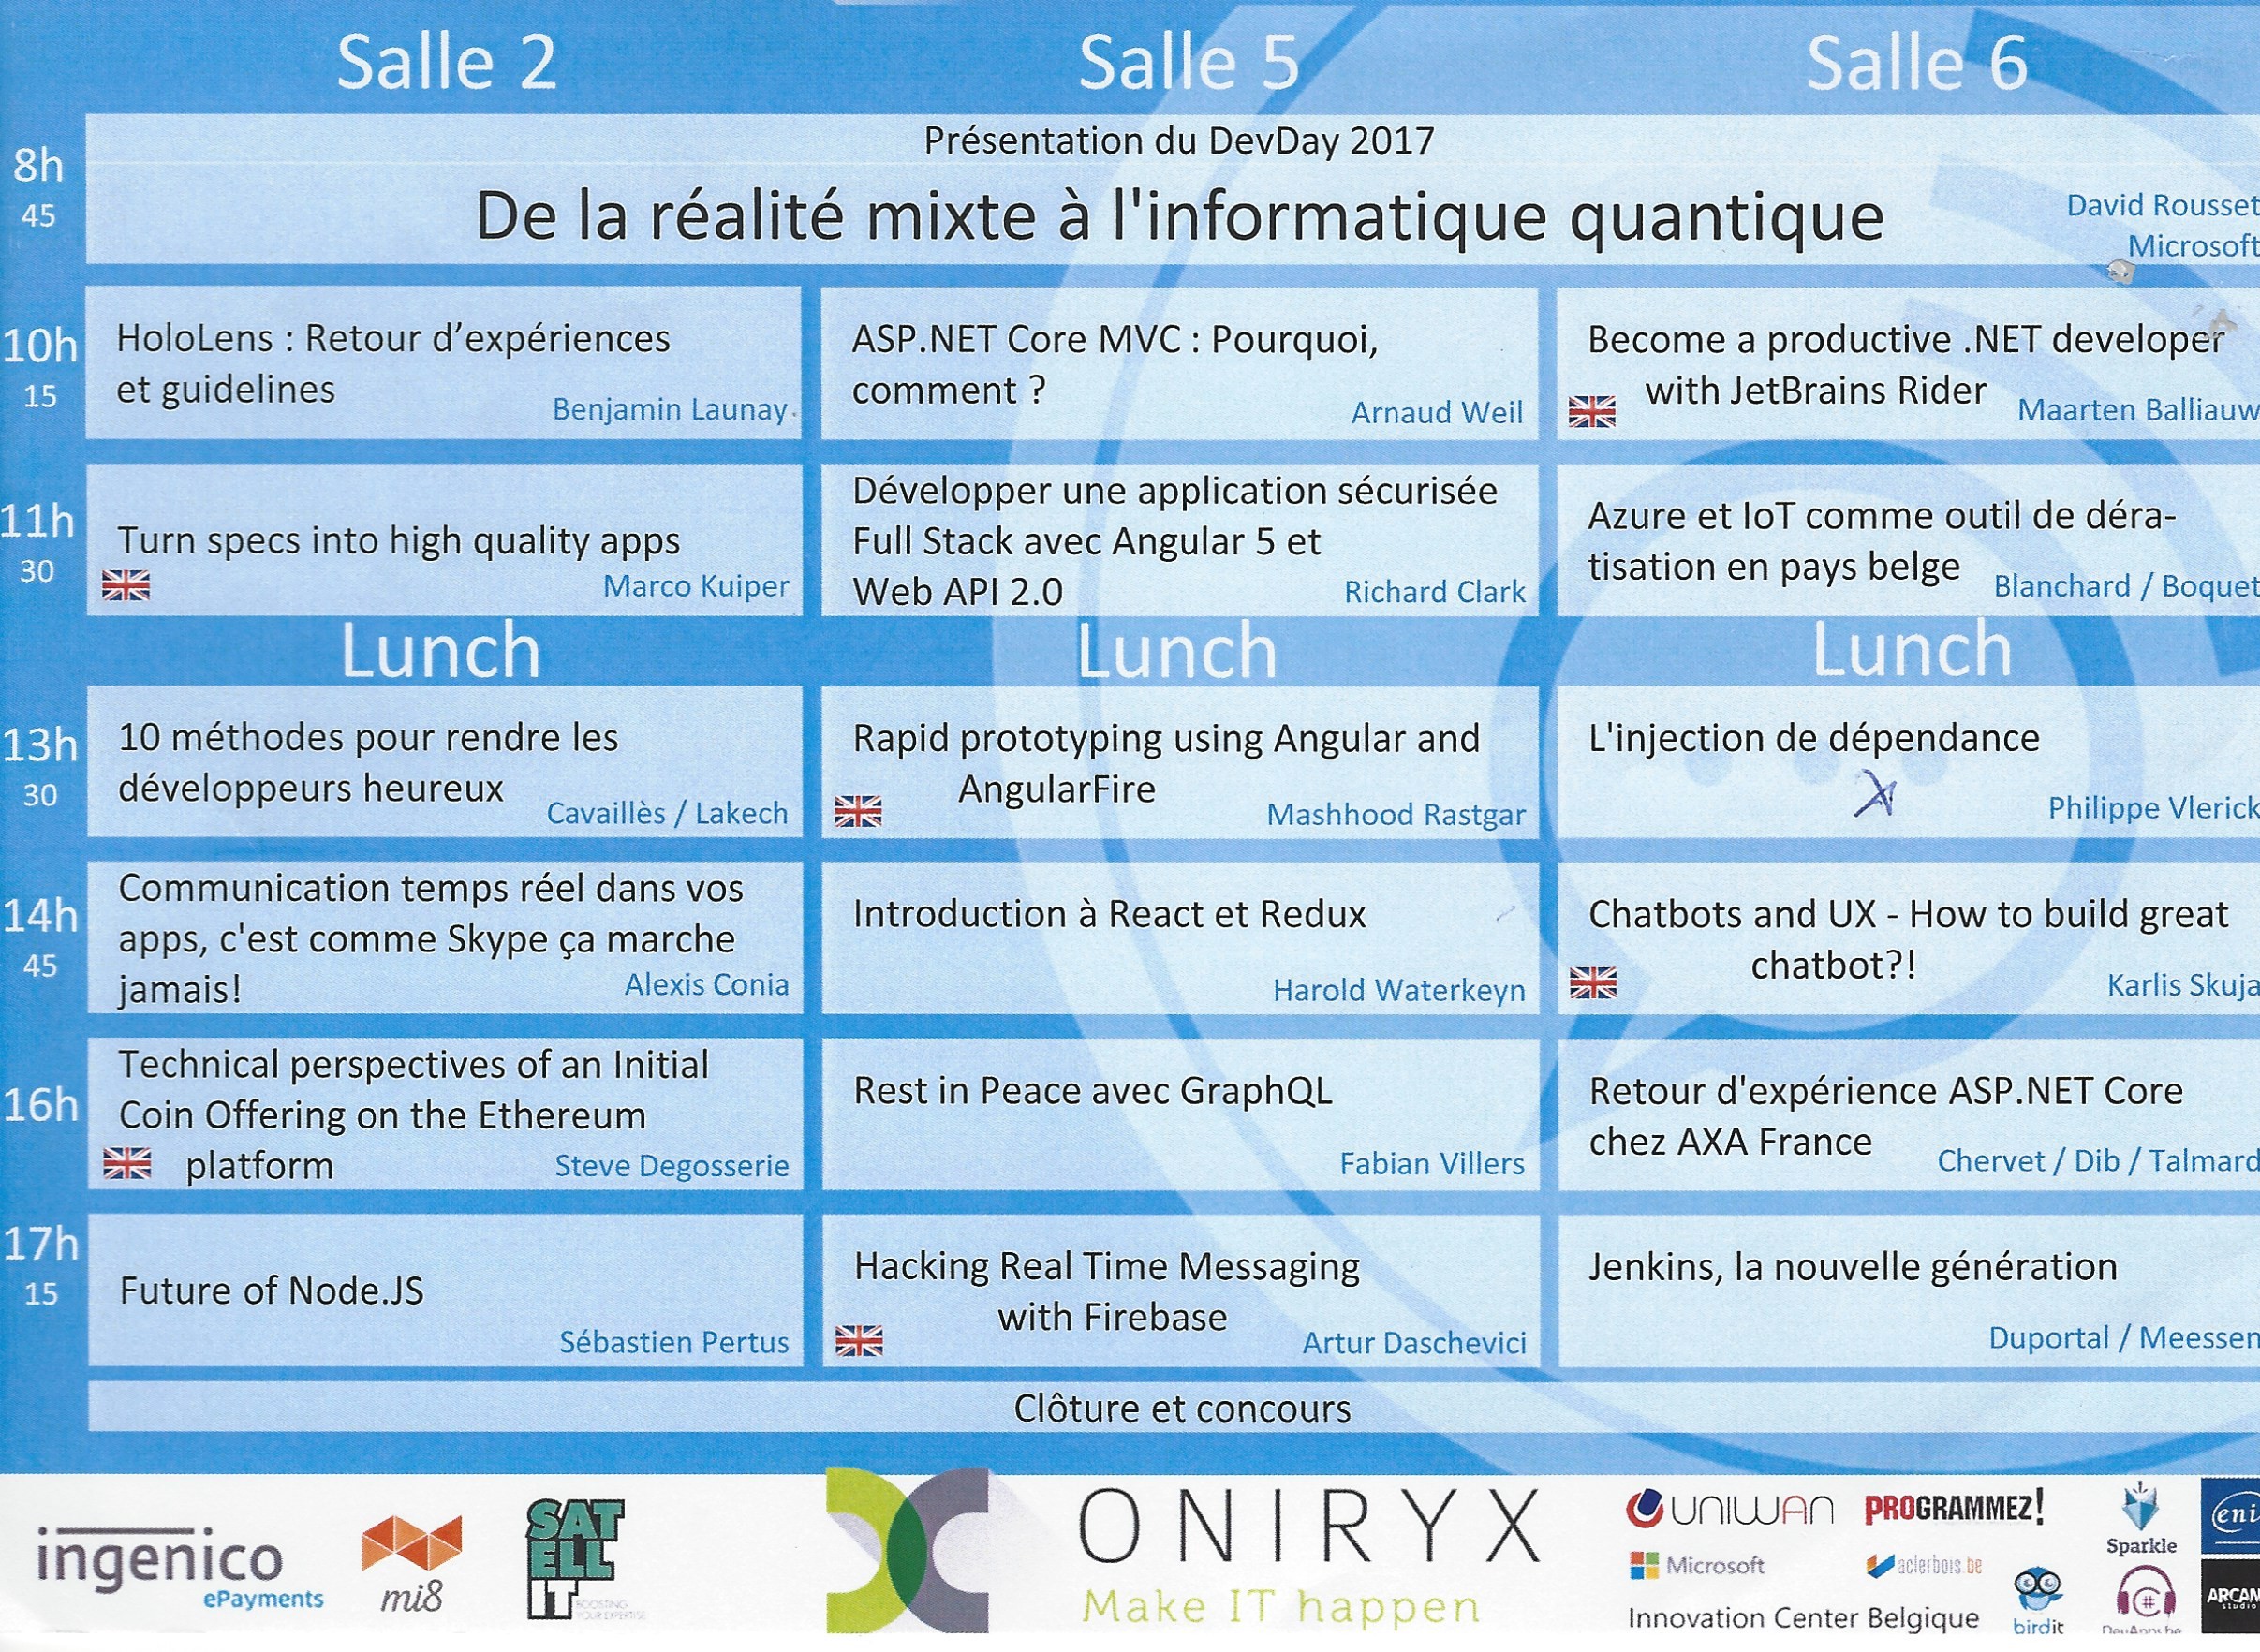 Salle 2
Salle 5
Salle 6
8h
45
Présentation du DevDay 2017
De la réalité mixte à l'informatique quantique
David Rousset
Microsoft
10h
15
HoloLens : Retour d’expériences
et guidelines
Benjamin Launay
ASP.NET Core MVC : Pourquoi,
comment ?
Arnaud Weil
Become a productive .NET developer
with JetBrains Rider
Maarten Balliauw
11h
30
Turn specs into high quality apps
Marco Kuiper
Développer une application sécurisée
Full Stack avec Angular 5 et
Web API 2.0
Richard Clark
Azure et IoT comme outil de déra-
tisation en pays belge
Blanchard / Boquet
Lunch
Lunch
Lunch
13h
30
10 méthodes pour rendre les
développeurs heureux
Cavaillès / Lakech
Rapid prototyping using Angular and
AngularFire
Mashhood Rastgar
L'injection de dépendance
Philippe Vlerick
14h
45
Communication temps réel dans vos
apps, c'est comme Skype ça marche
jamais!
Alexis Conia
Introduction à React et Redux
Harold Waterkeyn
Chatbots and UX - How to build great
chatbot?!
Karlis Skuja
16h
Technical perspectives of an Initial
Coin Offering on the Ethereum
platform
Steve Degosserie
Rest in Peace avec GraphQL
Fabian Villers
Retour d'expérience ASP.NET Core
chez AXA France
Chervet / Dib / Talmard
17h
15
Future of Node.JS
Sébastien Pertus
Hacking Real Time Messaging
with Firebase
Artur Daschevici
Jenkins, la nouvelle génération
Duportal / Meessen
Clôture et concours
ingenico
ePayments
mi8
SAT
ELL
IT
BOOSTING
YOUR EXPERTISE
ONIRYX
Make IT happen
UNIWAN
PROGRAMMEZ!
Microsoft
aclerbois.be
Innovation Center Belgique
birdit
Sparkle
DevApps.be
eni
ARCAN
studio